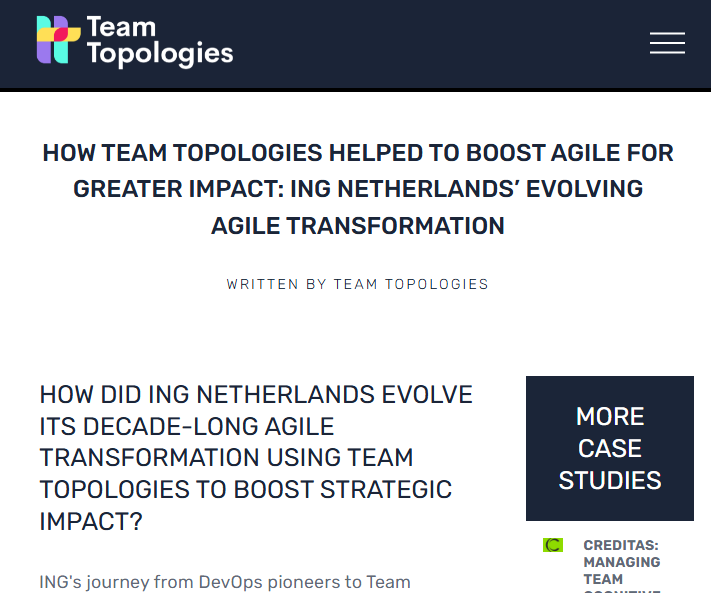 Team
Topologies
HOW TEAM TOPOLOGIES HELPED TO BOOST AGILE FOR
GREATER IMPACT: ING NETHERLANDS’ EVOLVING
AGILE TRANSFORMATION
WRITTEN BY TEAM TOPOLOGIES
HOW DID ING NETHERLANDS EVOLVE
ITS DECADE-LONG AGILE
TRANSFORMATION USING TEAM
TOPOLOGIES TO BOOST STRATEGIC
IMPACT?
ING's journey from DevOps pioneers to Team
MORE
CASE
STUDIES
CREDITAS:
MANAGING
TEAM